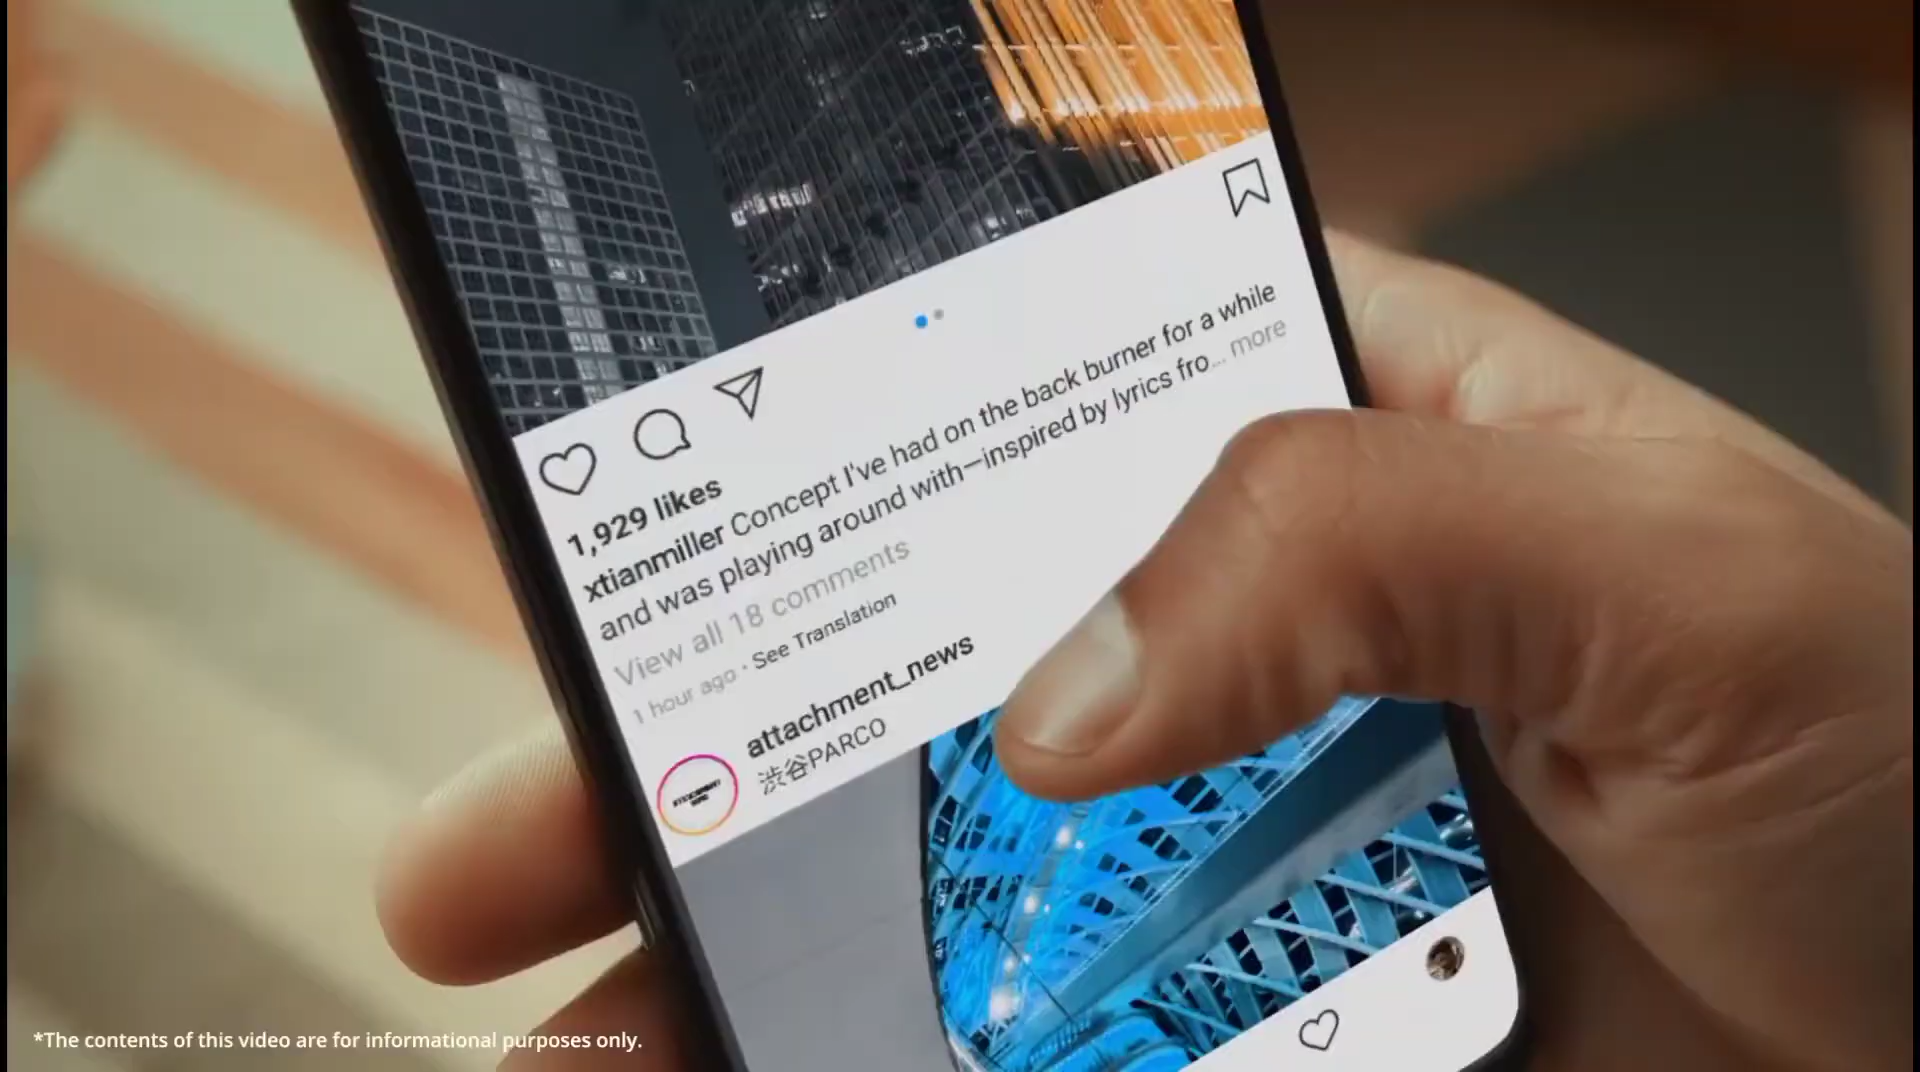 1,929 likes
xtianmiller Concept I've had on the back burner for a while
and was playing around with—inspired by lyrics fro... more
View all 18 comments
1 hour ago · See Translation
attachment_news
渋谷PARCO
*The contents of this video are for informational purposes only.